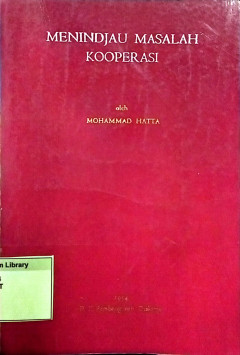 MENINDJAU MASALAH
KOOPERASI
oleh
MOHAMMAD HATTA
Library